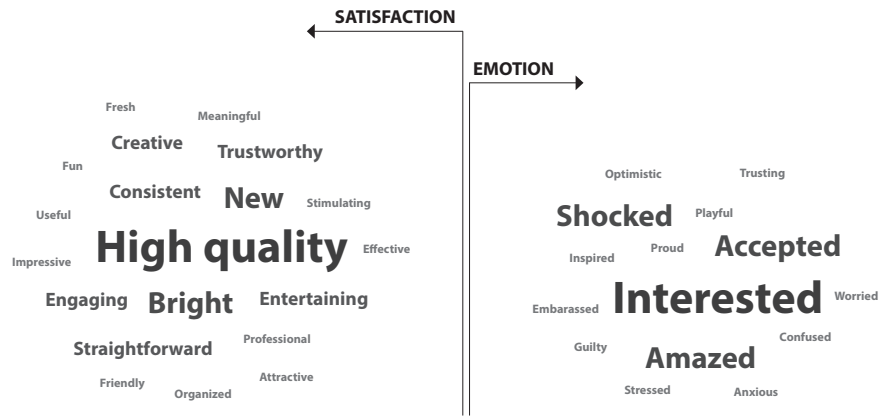 SATISFACTION
EMOTION
Fresh
Meaningful
Creative
Trustworthy
Fun
Consistent
New
Stimulating
Useful
High quality
Effective
Impressive
Engaging
Bright
Entertaining
Straightforward
Professional
Friendly
Organized
Attractive
Optimistic
Trusting
Shocked
Playful
Accepted
Proud
Inspired
Interested
Worried
Embarassed
Confused
Guilty
Amazed
Stressed
Anxious